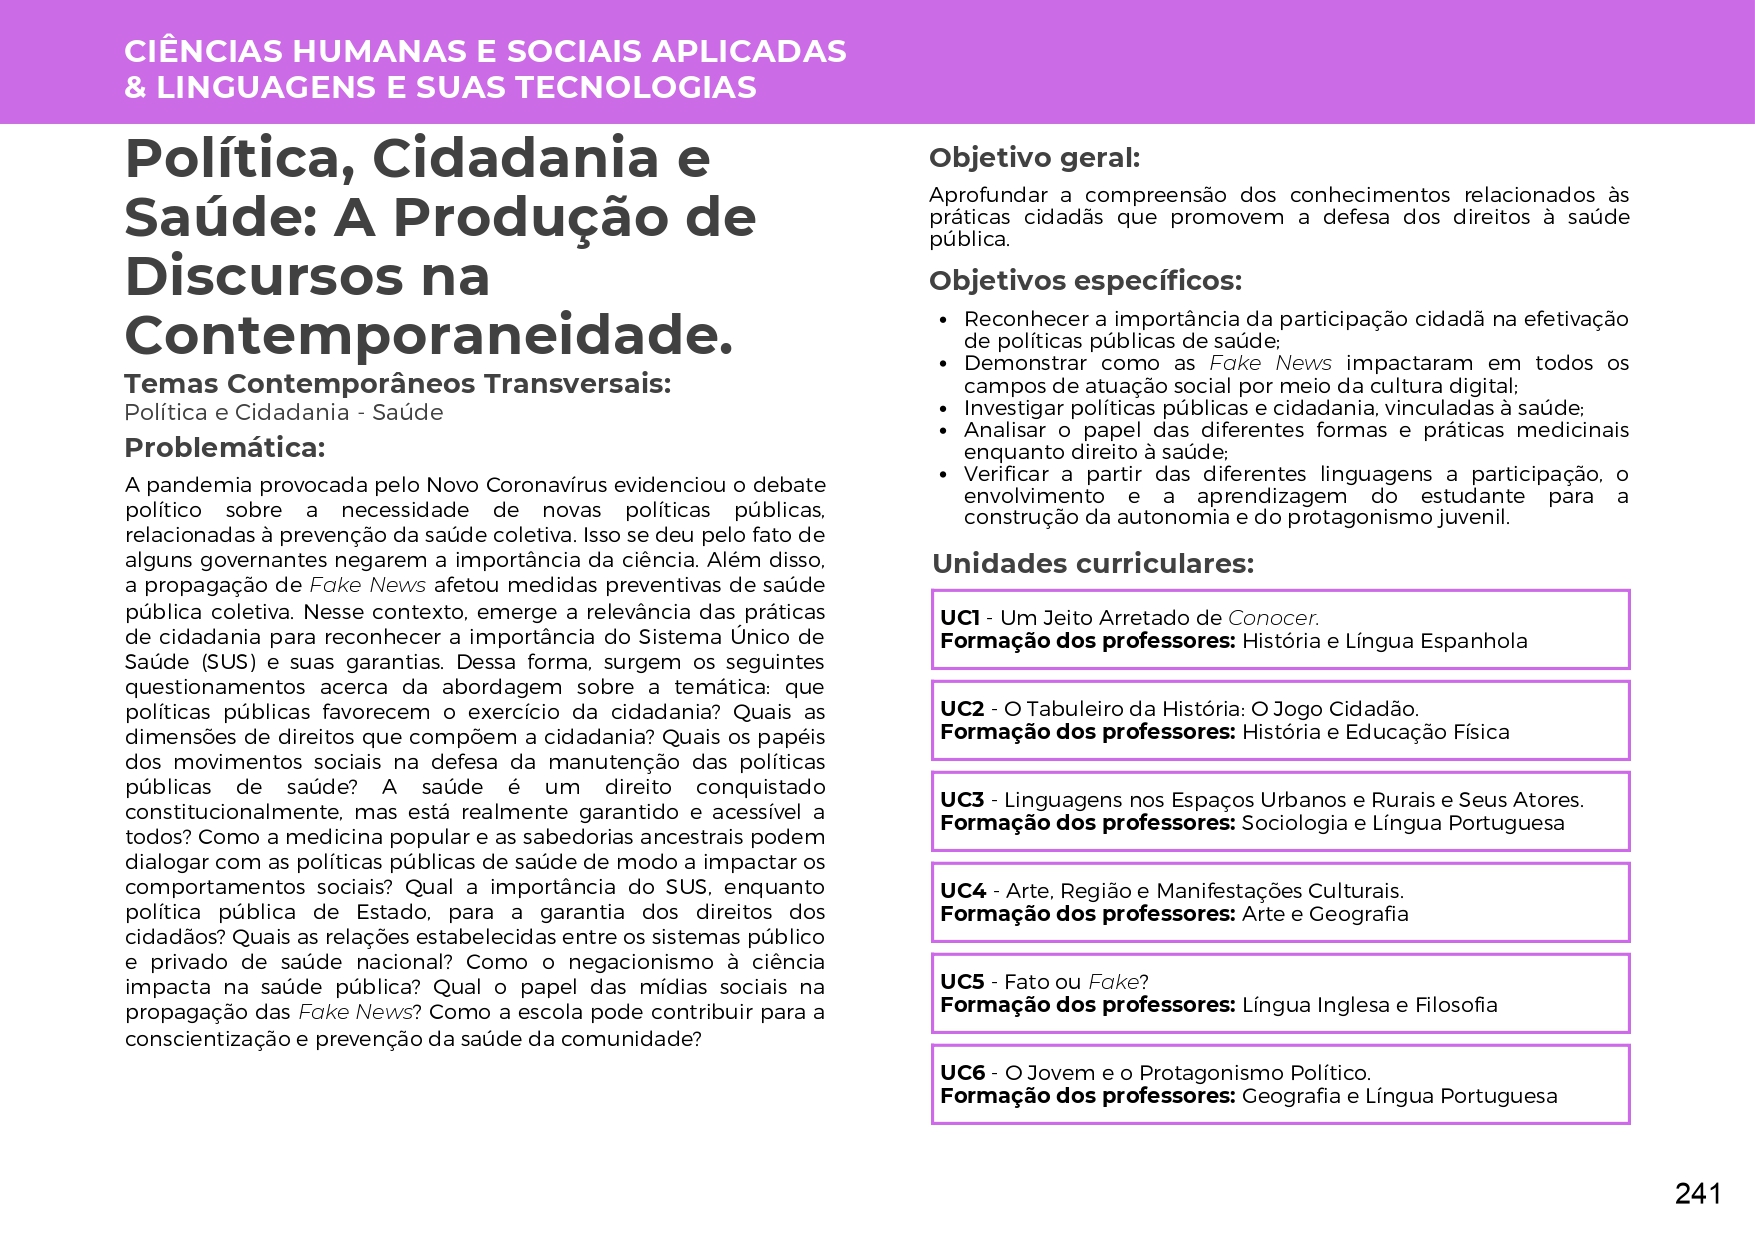 CIÊNCIAS HUMANAS E SOCIAIS APLICADAS
& LINGUAGENS E SUAS TECNOLOGIAS
Política, Cidadania e
Saúde: A Produção de
Discursos na
Contemporaneidade.
Temas Contemporâneos Transversais:
Política e Cidadania - Saúde
Problemática:
A pandemia provocada pelo Novo Coronavírus evidenciou o debate
político sobre a necessidade de novas políticas públicas,
relacionadas à prevenção da saúde coletiva. Isso se deu pelo fato de
alguns governantes negarem a importância da ciência. Além disso,
a propagação de Fake News afetou medidas preventivas de saúde
pública coletiva. Nesse contexto, emerge a relevância das práticas
de cidadania para reconhecer a importância do Sistema Único de
Saúde (SUS) e suas garantias. Dessa forma, surgem os seguintes
questionamentos acerca da abordagem sobre a temática: que
políticas públicas favorecem o exercício da cidadania? Quais as
dimensões de direitos que compõem a cidadania? Quais os papéis
dos movimentos sociais na defesa da manutenção das políticas
públicas de saúde? A saúde é um direito conquistado
constitucionalmente, mas está realmente garantido e acessível a
todos? Como a medicina popular e as sabedorias ancestrais podem
dialogar com as políticas públicas de saúde de modo a impactar os
comportamentos sociais? Qual a importância do SUS, enquanto
política pública de Estado, para a garantia dos direitos dos
cidadãos? Quais as relações estabelecidas entre os sistemas público
e privado de saúde nacional? Como o negacionismo à ciência
impacta na saúde pública? Qual o papel das mídias sociais na
propagação das Fake News? Como a escola pode contribuir para a
conscientização e prevenção da saúde da comunidade?
Objetivo geral:
Aprofundar a compreensão dos conhecimentos relacionados às
práticas cidadãs que promovem a defesa dos direitos à saúde
pública.
Objetivos específicos:
• Reconhecer a importância da participação cidadã na efetivação
de políticas públicas de saúde;
• Demonstrar como as Fake News impactaram em todos os
campos de atuação social por meio da cultura digital;
• Investigar políticas públicas e cidadania, vinculadas à saúde;
• Analisar o papel das diferentes formas e práticas medicinais
enquanto direito à saúde;
• Verificar a partir das diferentes linguagens a participação, o
envolvimento e a aprendizagem do estudante para a
construção da autonomia e do protagonismo juvenil.
Unidades curriculares:
UC1 - Um Jeito Arretado de Conocer.
Formação dos professores: História e Língua Espanhola
UC2 - O Tabuleiro da História: O Jogo Cidadão.
Formação dos professores: História e Educação Física
UC3 - Linguagens nos Espaços Urbanos e Rurais e Seus Atores.
Formação dos professores: Sociologia e Língua Portuguesa
UC4 - Arte, Região e Manifestações Culturais.
Formação dos professores: Arte e Geografia
UC5 - Fato ou Fake?
Formação dos professores: Língua Inglesa e Filosofia
UC6 - O Jovem e o Protagonismo Político.
Formação dos professores: Geografia e Língua Portuguesa
241